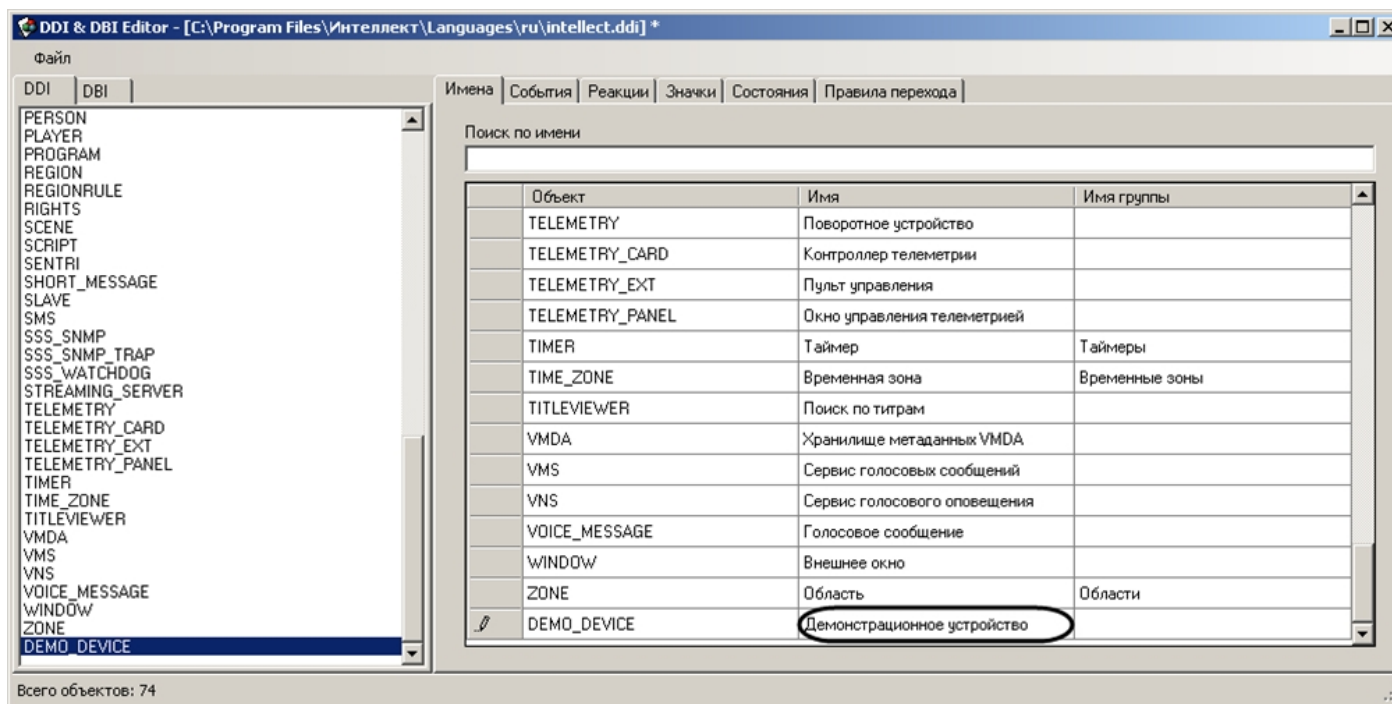 DDI & DBI Editor - [C:\Program Files\Интеллект\Languages\ru\intellect.ddi] *
Файл
DDI DBI
PERSON
PLAYER
PROGRAM
REGION
REGIONRULE
RIGHTS
SCENE
SCRIPT
SENTRI
SHORT_MESSAGE
SLAVE
SMS
SSS_SNMP
SSS_SNMP_TRAP
SSS_WATCHDOG
STREAMING_SERVER
TELEMETRY
TELEMETRY_CARD
TELEMETRY_EXT
TELEMETRY_PANEL
TIMER
TIME_ZONE
TITLEVIEWER
VMDA
VMS
VNS
VOICE_MESSAGE
WINDOW
ZONE
DEMO_DEVICE
Имена События Реакции Значки Состояния Правила перехода
Поиск по имени
Объект Имя Имя группы
TELEMETRY Поворотное устройство
TELEMETRY_CARD Контроллер телеметрии
TELEMETRY_EXT Пульт управления
TELEMETRY_PANEL Окно управления телеметрией
TIMER Таймер Таймеры
TIME_ZONE Временная зона Временные зоны
TITLEVIEWER Поиск по титрам
VMDA Хранилище метаданных VMDA
VMS Сервис голосовых сообщений
VNS Сервис голосового оповещения
VOICE_MESSAGE Голосовое сообщение
WINDOW Внешнее окно
ZONE Область Области
DEMO_DEVICE Демонстрационное устройство
Всего объектов: 74